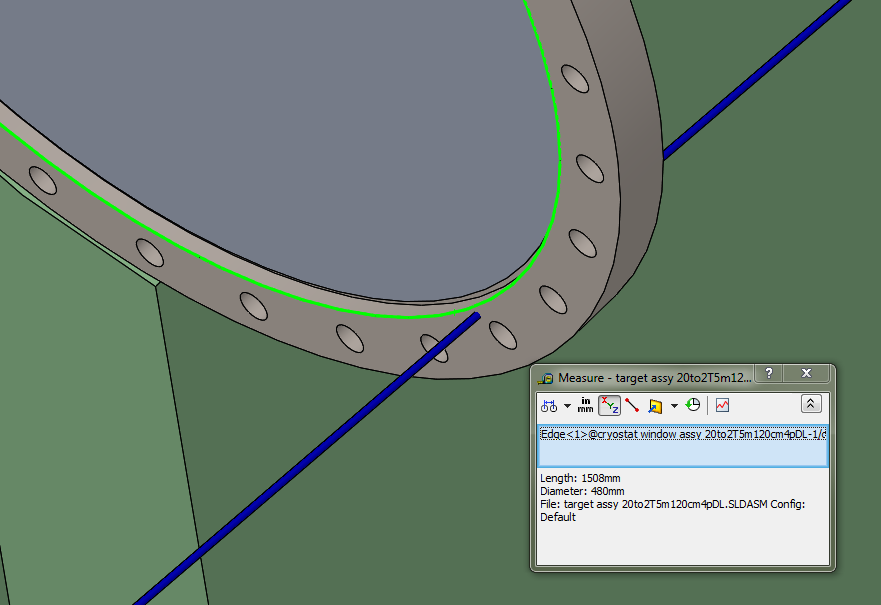 Measure - target assy 20to2T5m12...
? X
in
mm
X
Y
Z
Edge<1>@cryostat window assy 20to2T5m120cm4pDL-1/
Length: 1508mm
Diameter: 480mm
File: target assy 20to2T5m120cm4pDL.SLDASM Config:
Default